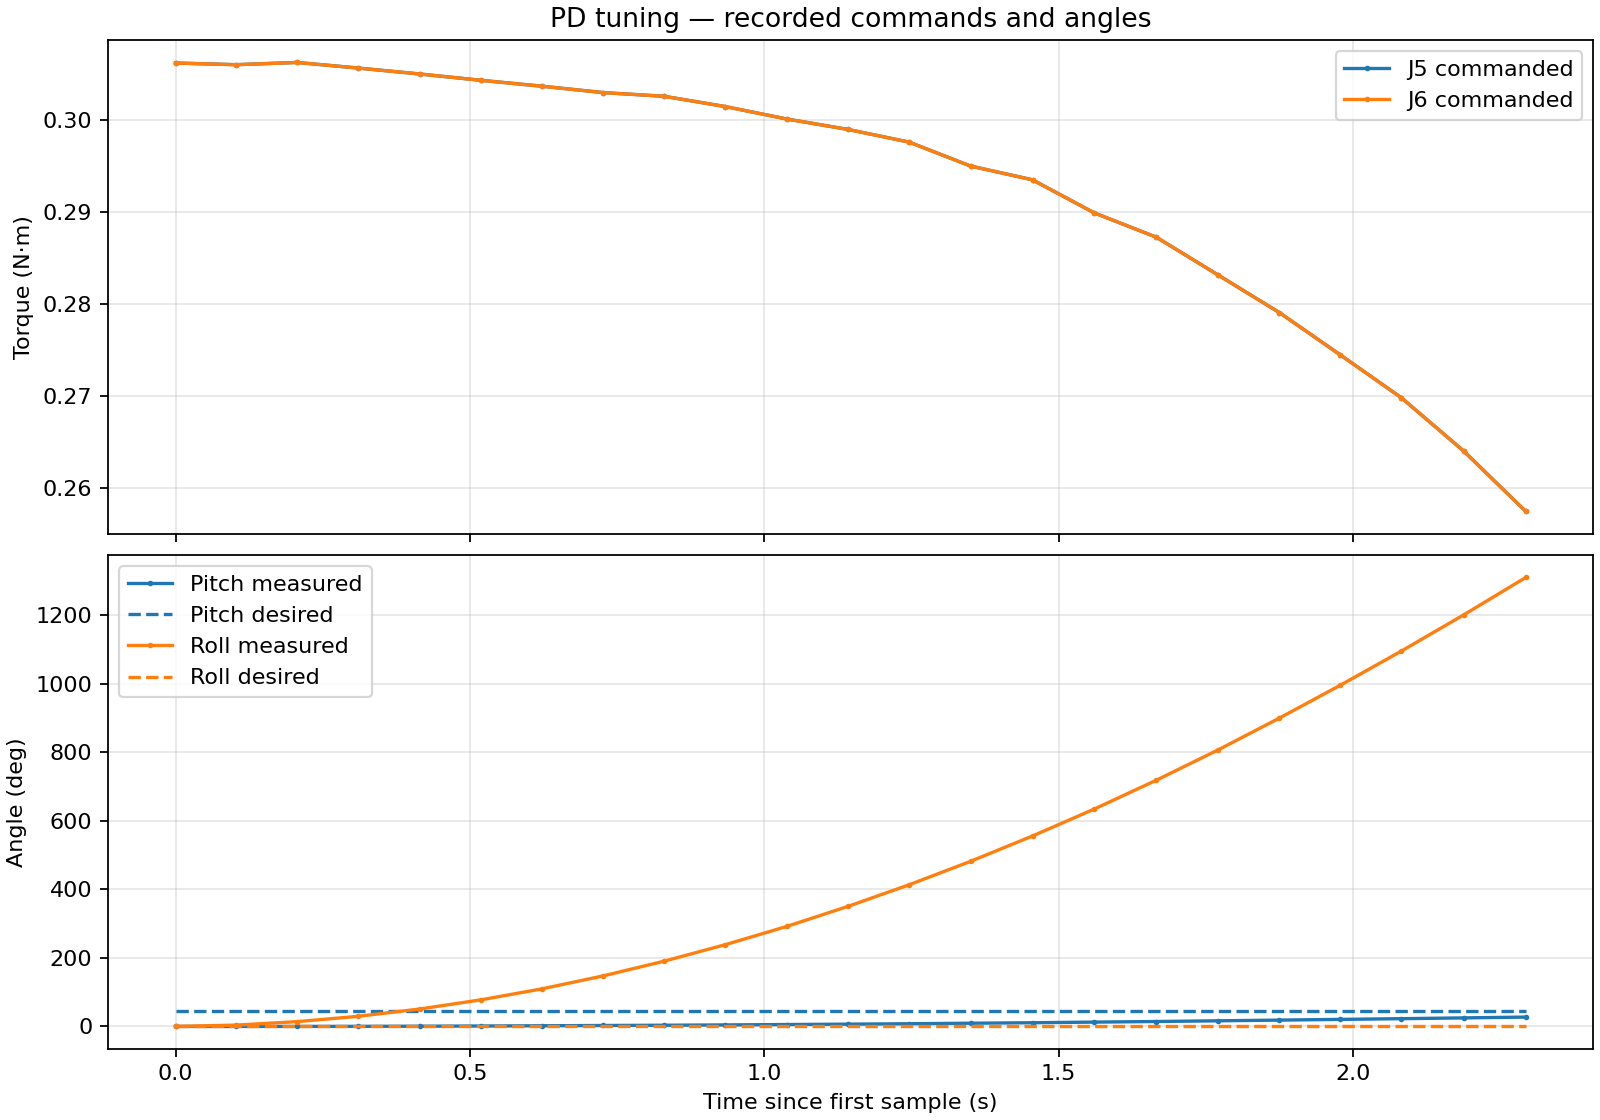 PD tuning — recorded commands and angles
J5 commanded
J6 commanded
Torque (N·m)
0.30
0.29
0.28
0.27
0.26
Pitch measured
Pitch desired
Roll measured
Roll desired
Angle (deg)
1200
1000
800
600
400
200
0
0.0 0.5 1.0 1.5 2.0
Time since first sample (s)